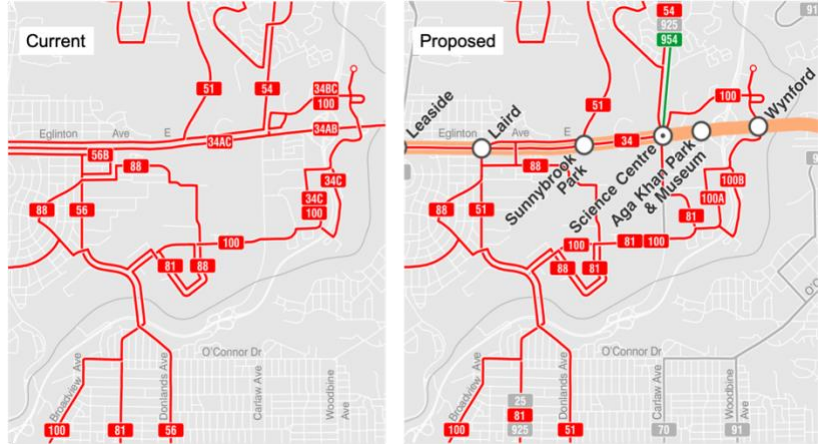 Current
51
54
34BC
100
34AB
Eglinton Ave E
34AC
56B
88
34C
34C
100
88
56
100
81
88
O'Connor Dr
Broadview Ave
Donlands Ave
Carlaw Ave
Woodbine Ave
100
81
56
Proposed
54
925
954
91
51
100
Leaside
Laird
Wynford
Eglinton Ave E
34
Sunnybrook
Park
Science Centre
Aga Khan Park
& Museum
88
100B
100A
88
51
81
100
81
100
88
81
O'Connor Dr
Broadview Ave
Donlands Ave
Carlaw Ave
Woodbine Ave
25
100
81
925
51
70
91